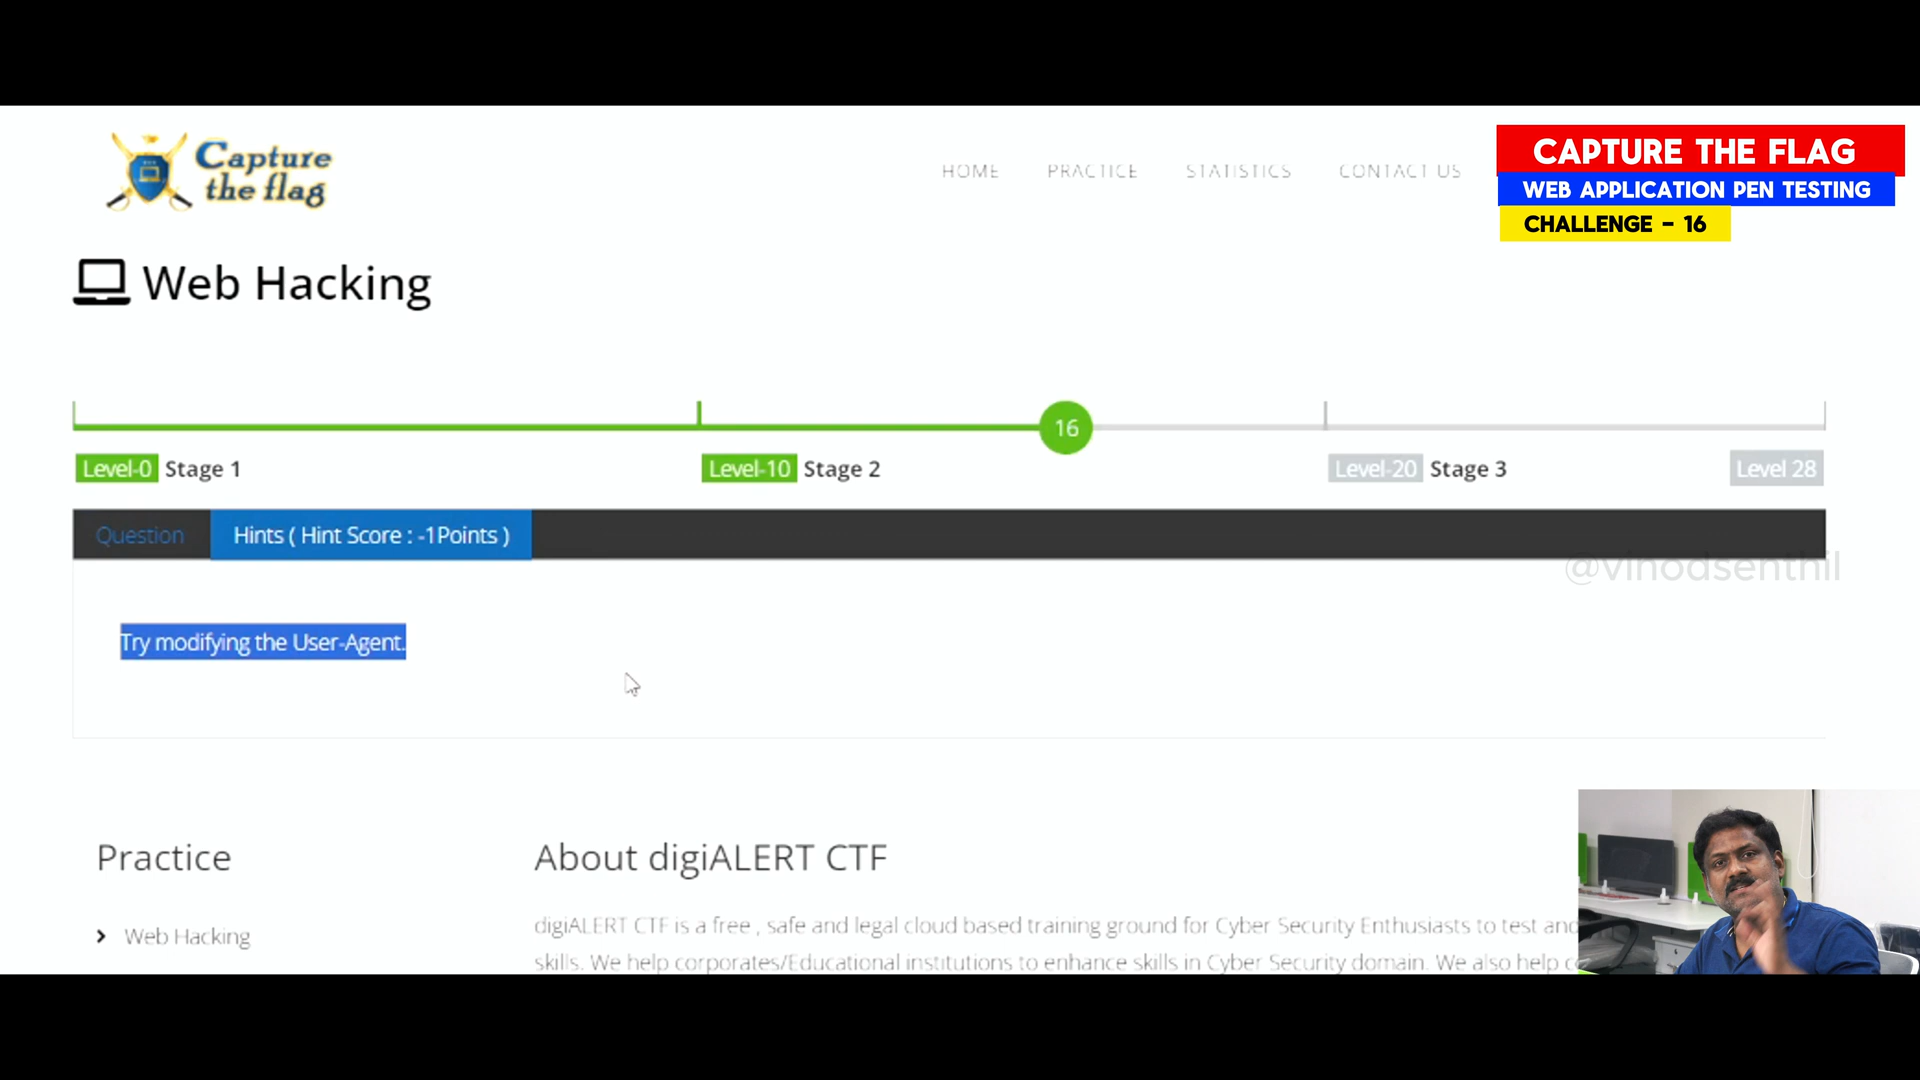 Capture
the flag
HOME PRACTICE STATISTICS CONTACT US
CAPTURE THE FLAG
WEB APPLICATION PEN TESTING
CHALLENGE - 16
Web Hacking
16
Level-0 Stage 1
Level-10 Stage 2
Level-20 Stage 3
Level 28
Question
Hints ( Hint Score : -1Points )
@vinodsenthil
Try modifying the User-Agent.
Practice
Web Hacking
About digiALERT CTF
digiALERT CTF is a free , safe and legal cloud based training ground for Cyber Security Enthusiasts to test and
skills. We help corporates/Educational institutions to enhance skills in Cyber Security domain. We also help